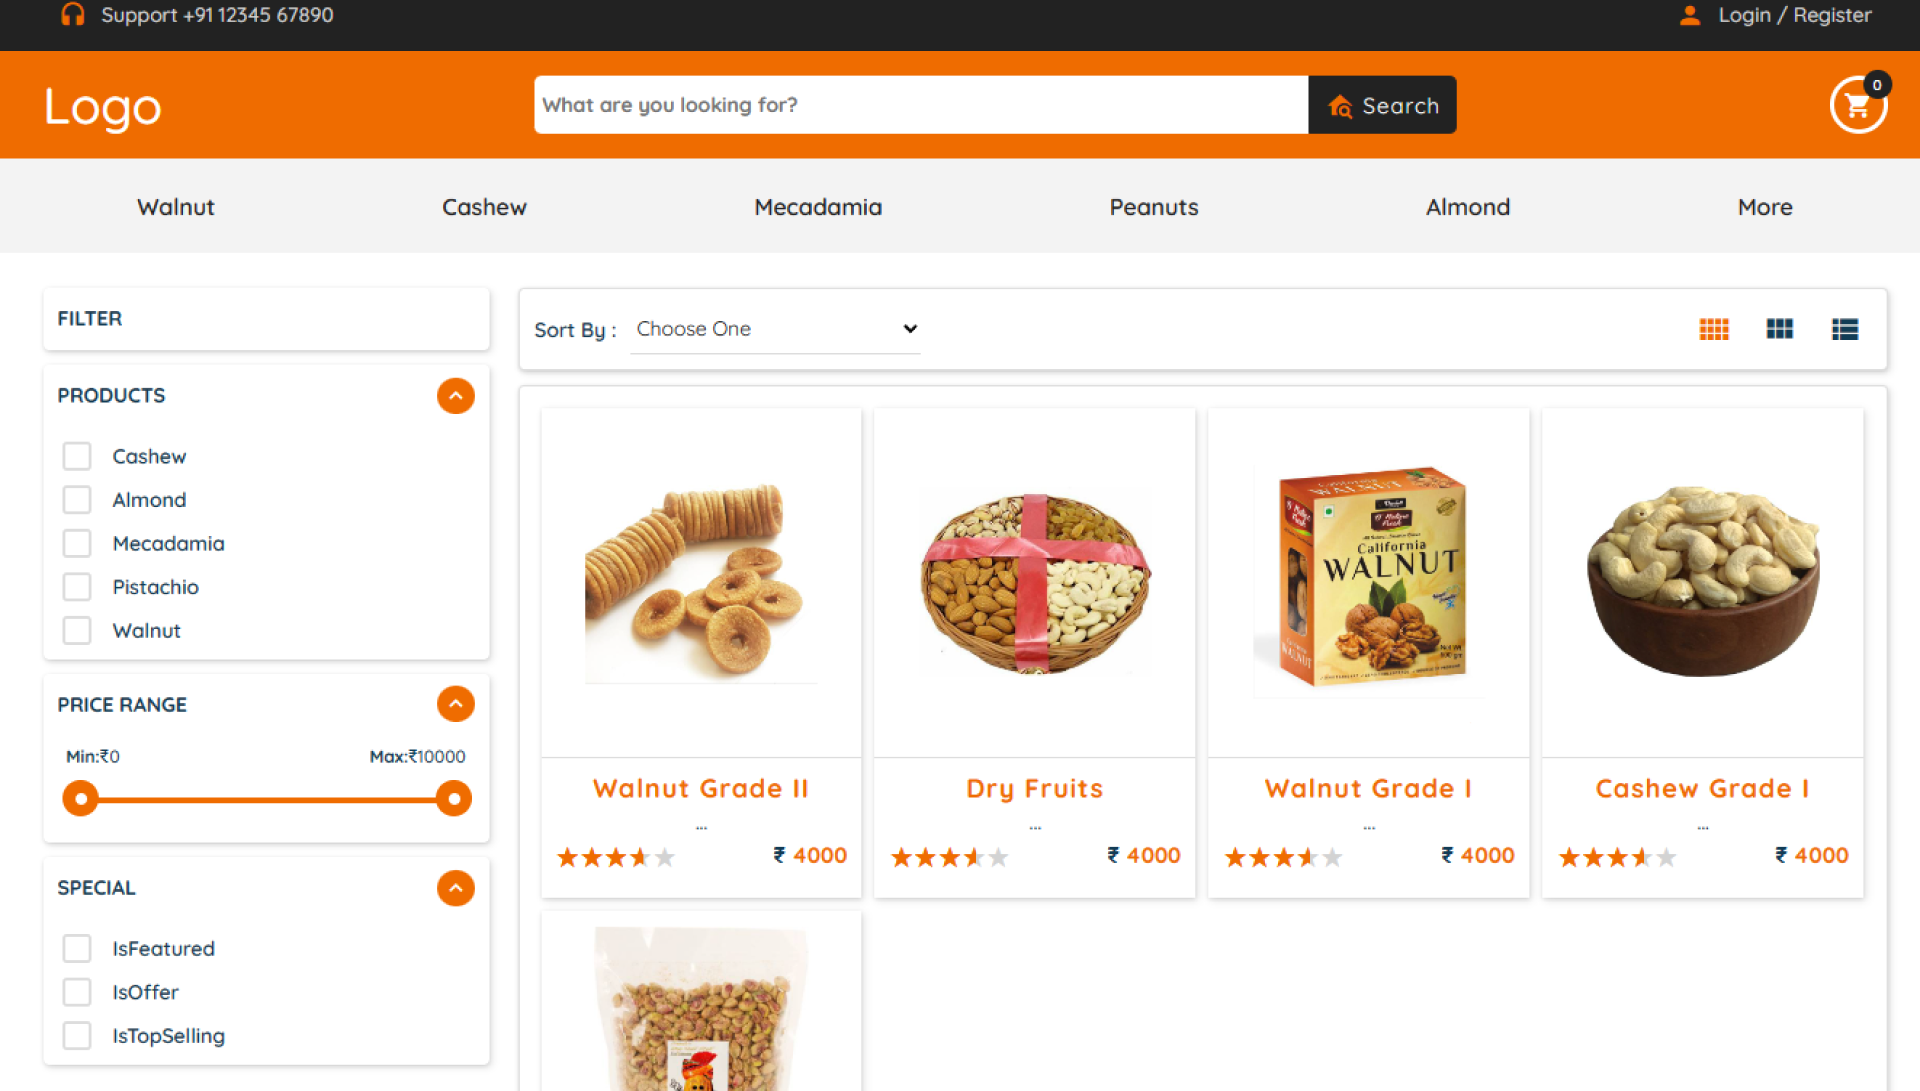 Support +91 12345 67890
Login / Register
Logo
What are you looking for?
Search
0
Walnut
Cashew
Mecadamia
Peanuts
Almond
More
FILTER
Sort By :
Choose One
PRODUCTS
Cashew
Almond
Mecadamia
Pistachio
Walnut
PRICE RANGE
Min:₹0
Max:₹10000
SPECIAL
IsFeatured
IsOffer
IsTopSelling
California
WALNUT
Walnut Grade II
...
₹ 4000
Dry Fruits
...
₹ 4000
Walnut Grade I
...
₹ 4000
Cashew Grade I
...
₹ 4000